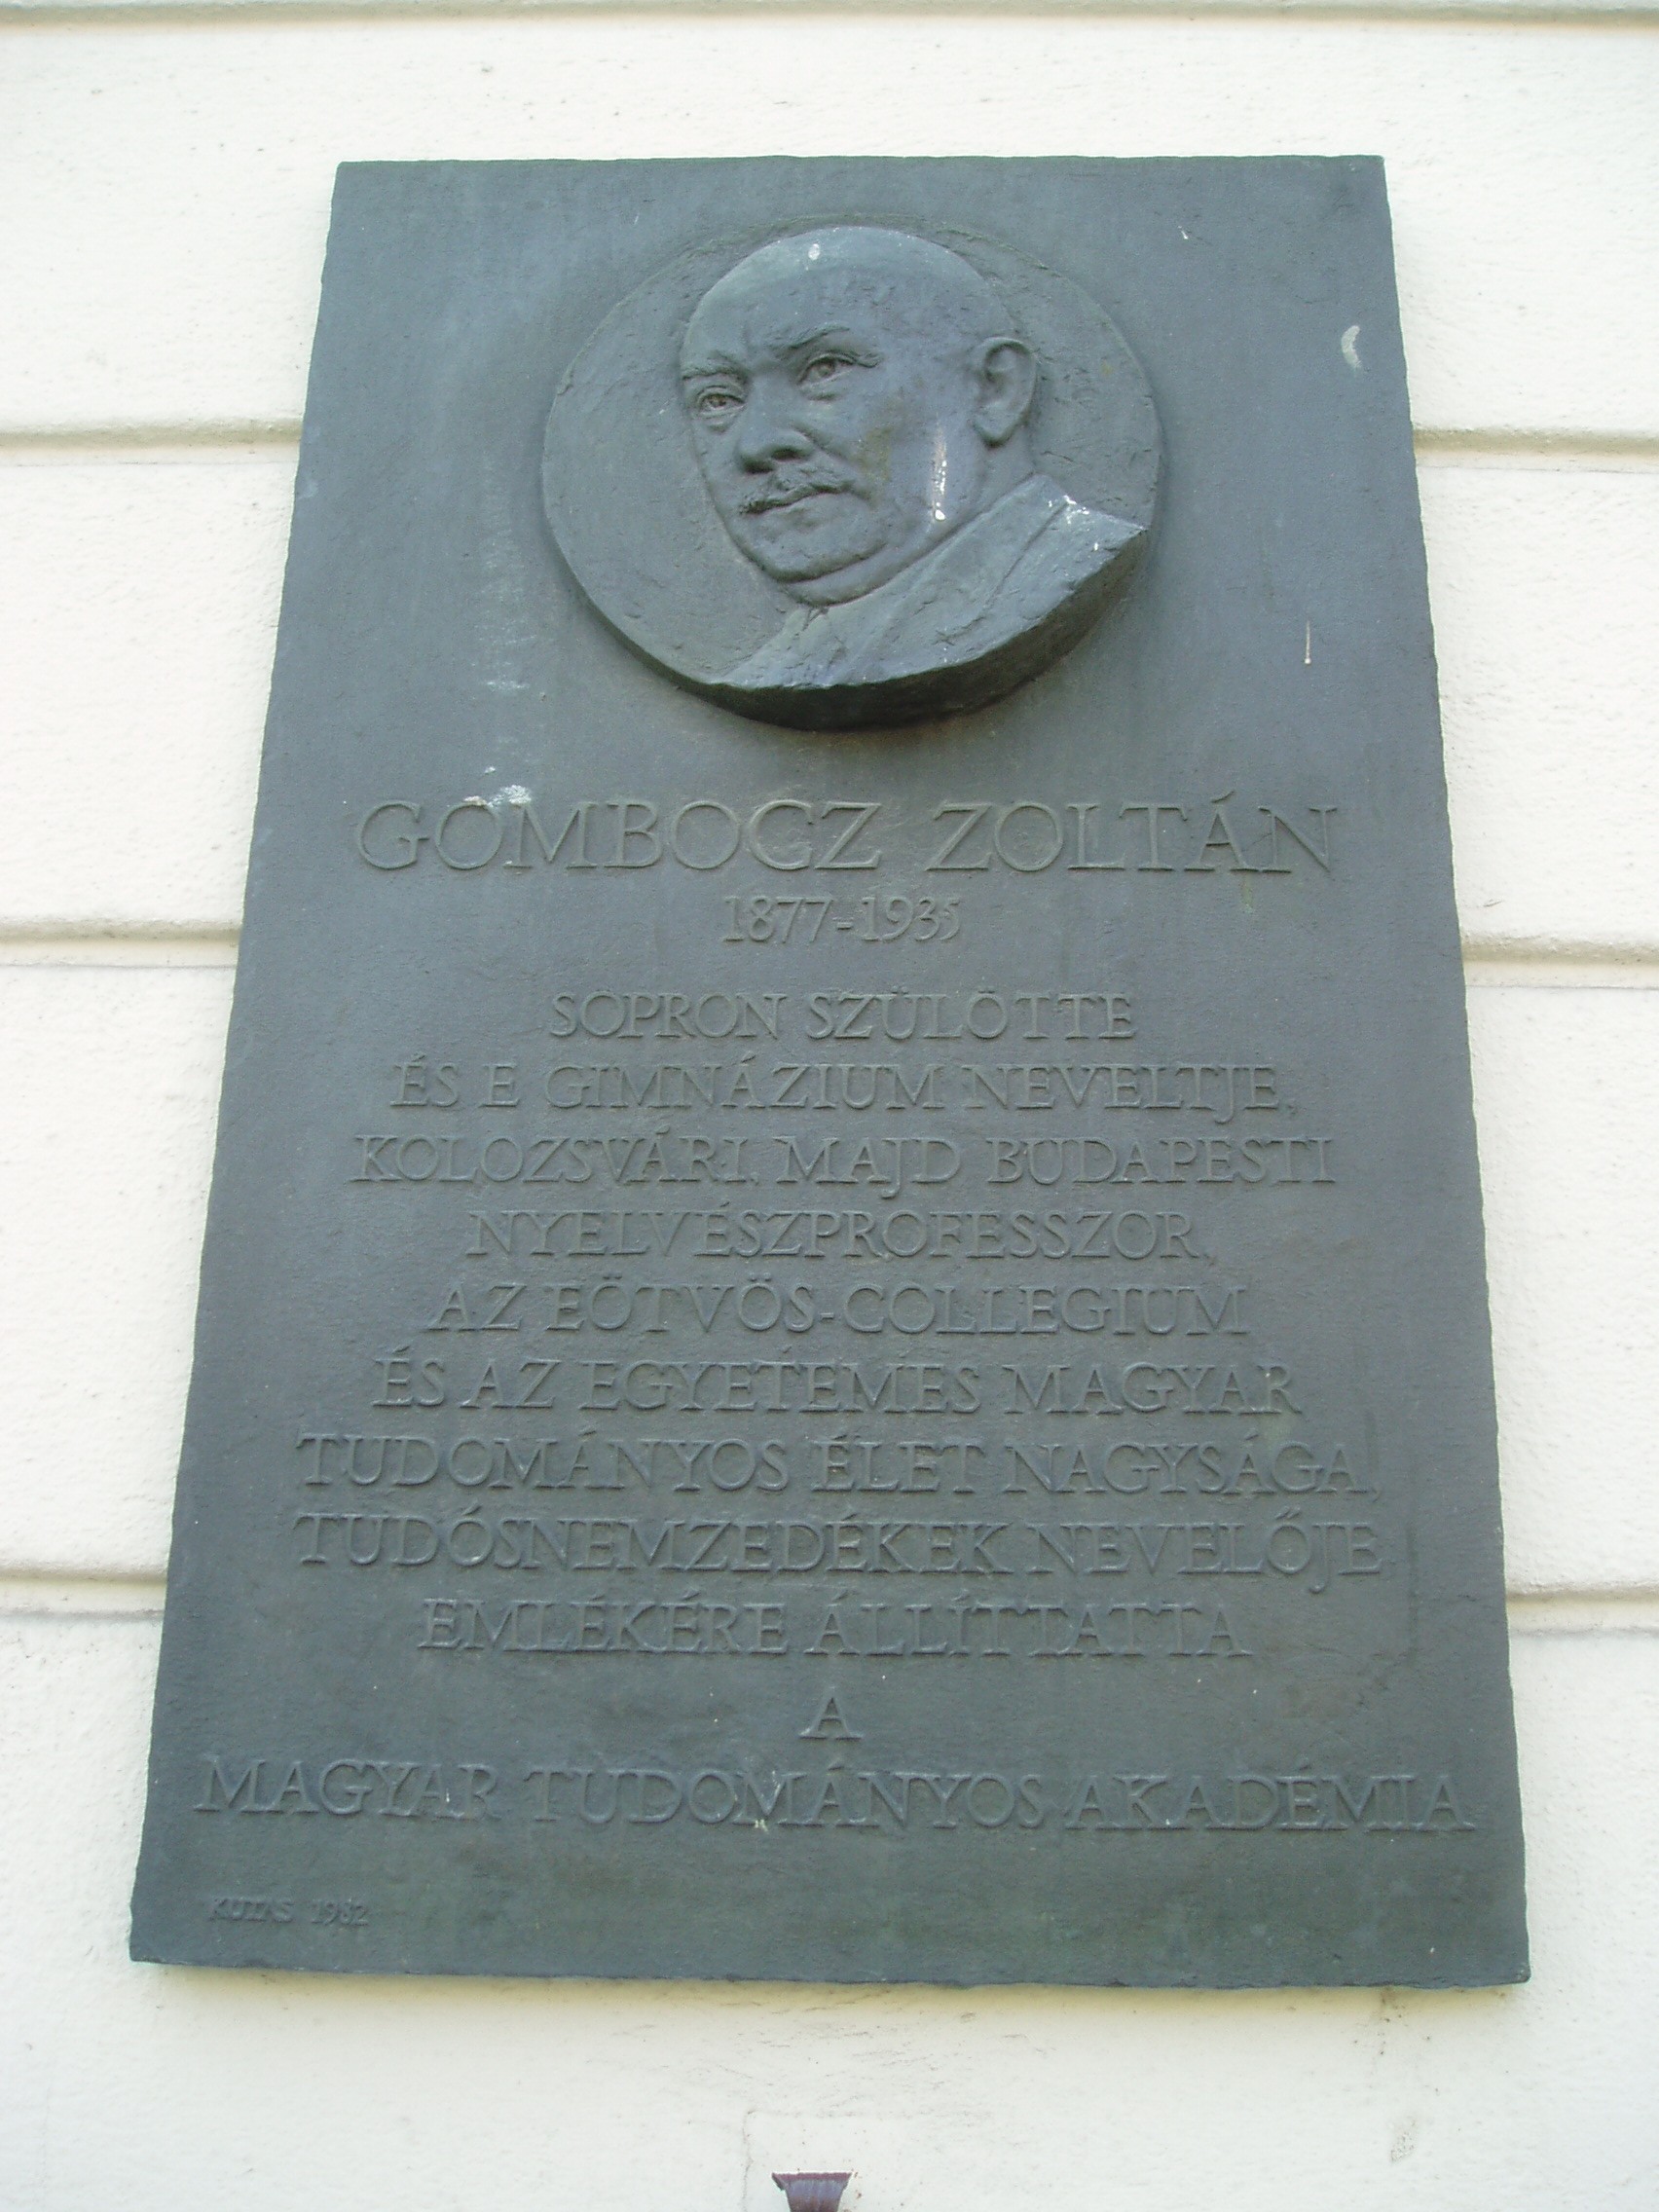 GOMBOCZ ZOLTÁN
1877-1935
SOPRON SZÜLÖTTE
ÉS E GIMNÁZIUM NEVELTJE,
KOLOZSVÁRI, MAJD BUDAPESTI
NYELVÉSZPROFESSZOR,
AZ EÖTVÖS-COLLEGIUM
ÉS AZ EGYETEMES MAGYAR
TUDOMÁNYOS ÉLET NAGYSÁGA,
TUDÓSNEMZEDÉKEK NEVELŐJE
EMLÉKÉRE ÁLLÍTTATTA
A
MAGYAR TUDOMÁNYOS AKADÉMIA
KUTAS 1982